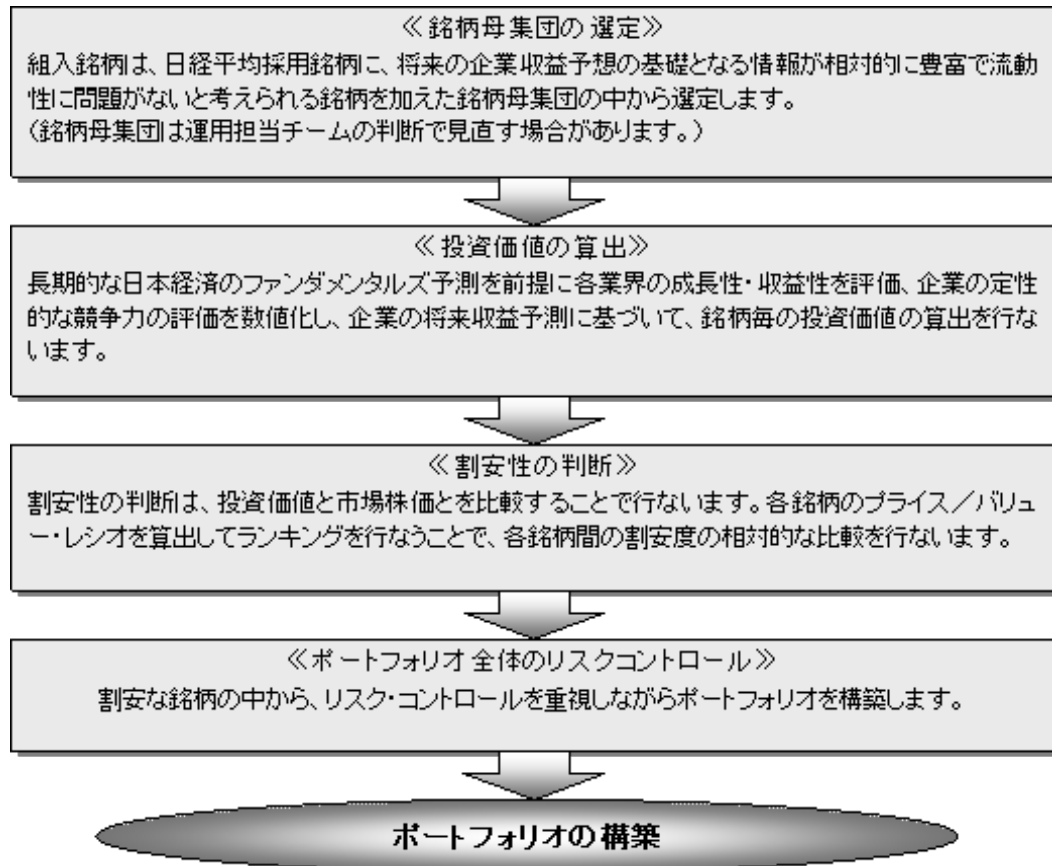 ≪銘柄母集団の選定≫
組入銘柄は、日経平均採用銘柄に、将来の企業収益予想の基礎となる情報が相対的に豊富で流動
性に問題がないと考えられる銘柄を加えた銘柄母集団の中から選定します。
(銘柄母集団は運用担当チームの判断で見直す場合があります。)
≪投資価値の算出≫
長期的な日本経済のファンダメンタルズ予測を前提に各業界の成長性・収益性を評価、企業の定性
的な競争力の評価を数値化し、企業の将来収益予測に基づいて、銘柄毎の投資価値の算出を行な
います。
≪割安性の判断≫
割安性の判断は、投資価値と市場株価とを比較することで行ないます。各銘柄のプライス/バリュ
ー・レシオを算出してランキングを行なうことで、各銘柄間の割安度の相対的な比較を行ないます。
≪ポートフォリオ全体のリスクコントロール≫
割安な銘柄の中から、リスク・コントロールを重視しながらポートフォリオを構築します。
ポートフォリオの構築